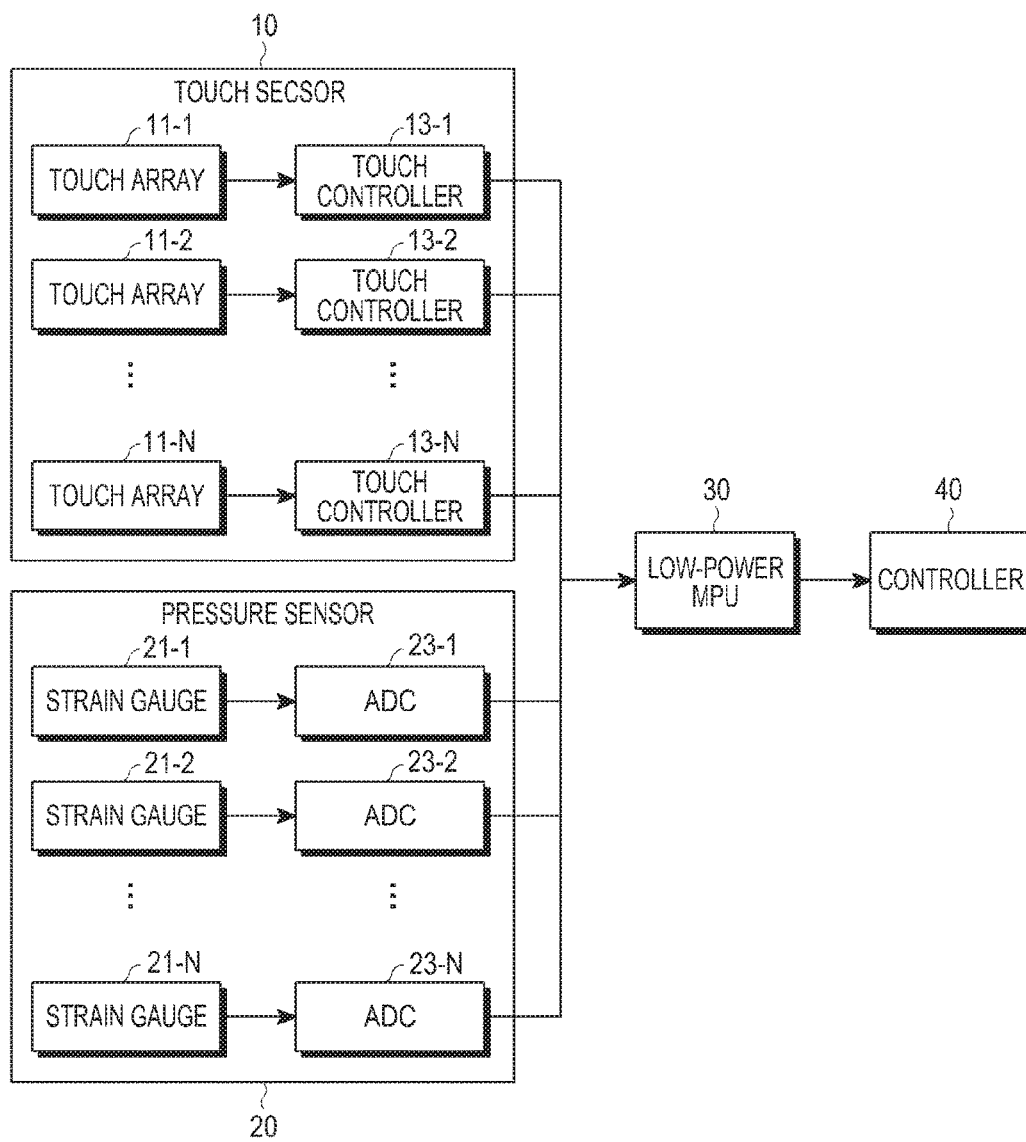 10
TOUCH SECSOR
11-1
13-1
TOUCH ARRAY
TOUCH
CONTROLLER
11-2
13-2
TOUCH ARRAY
TOUCH
CONTROLLER
11-N
13-N
TOUCH ARRAY
TOUCH
CONTROLLER
30
40
LOW-POWER
MPU
CONTROLLER
PRESSURE SENSOR
21-1
23-1
STRAIN GAUGE
ADC
21-2
23-2
STRAIN GAUGE
ADC
21-N
23-N
STRAIN GAUGE
ADC
20